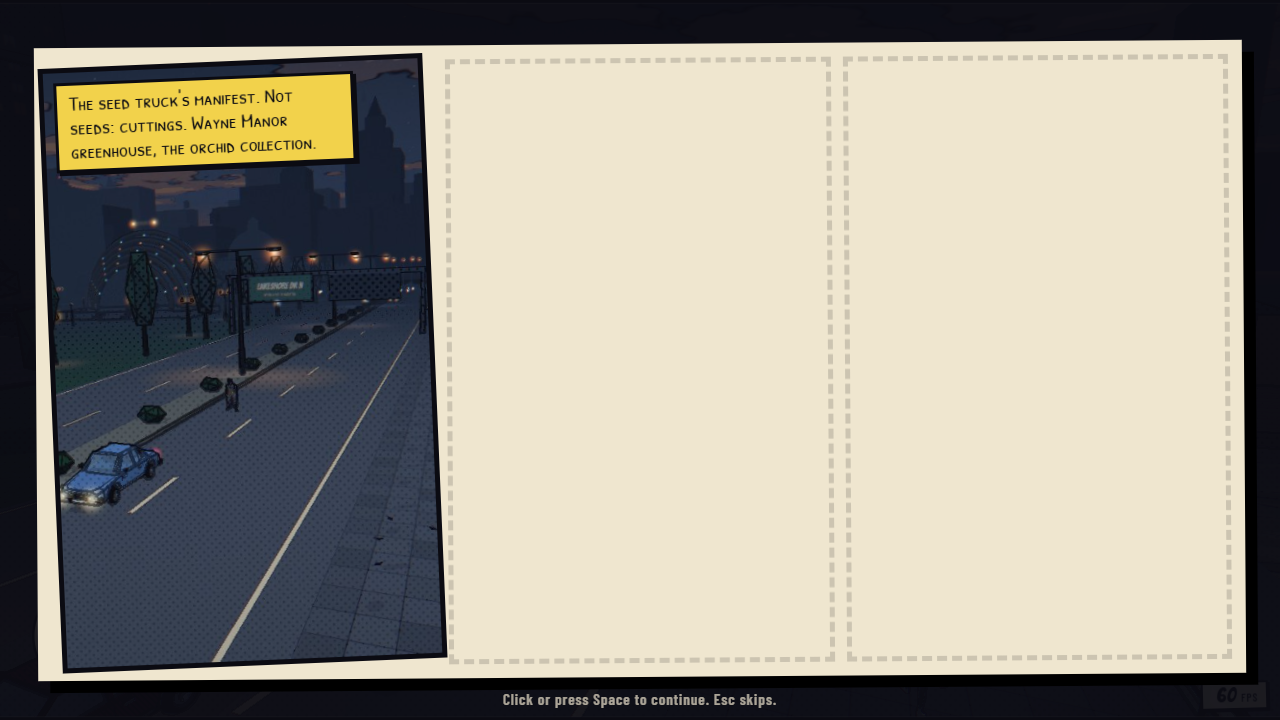 The seed truck's manifest. Not
seeds: cuttings. Wayne Manor
greenhouse, the orchid collection.
Click or press Space to continue. Esc skips.
60 FPS